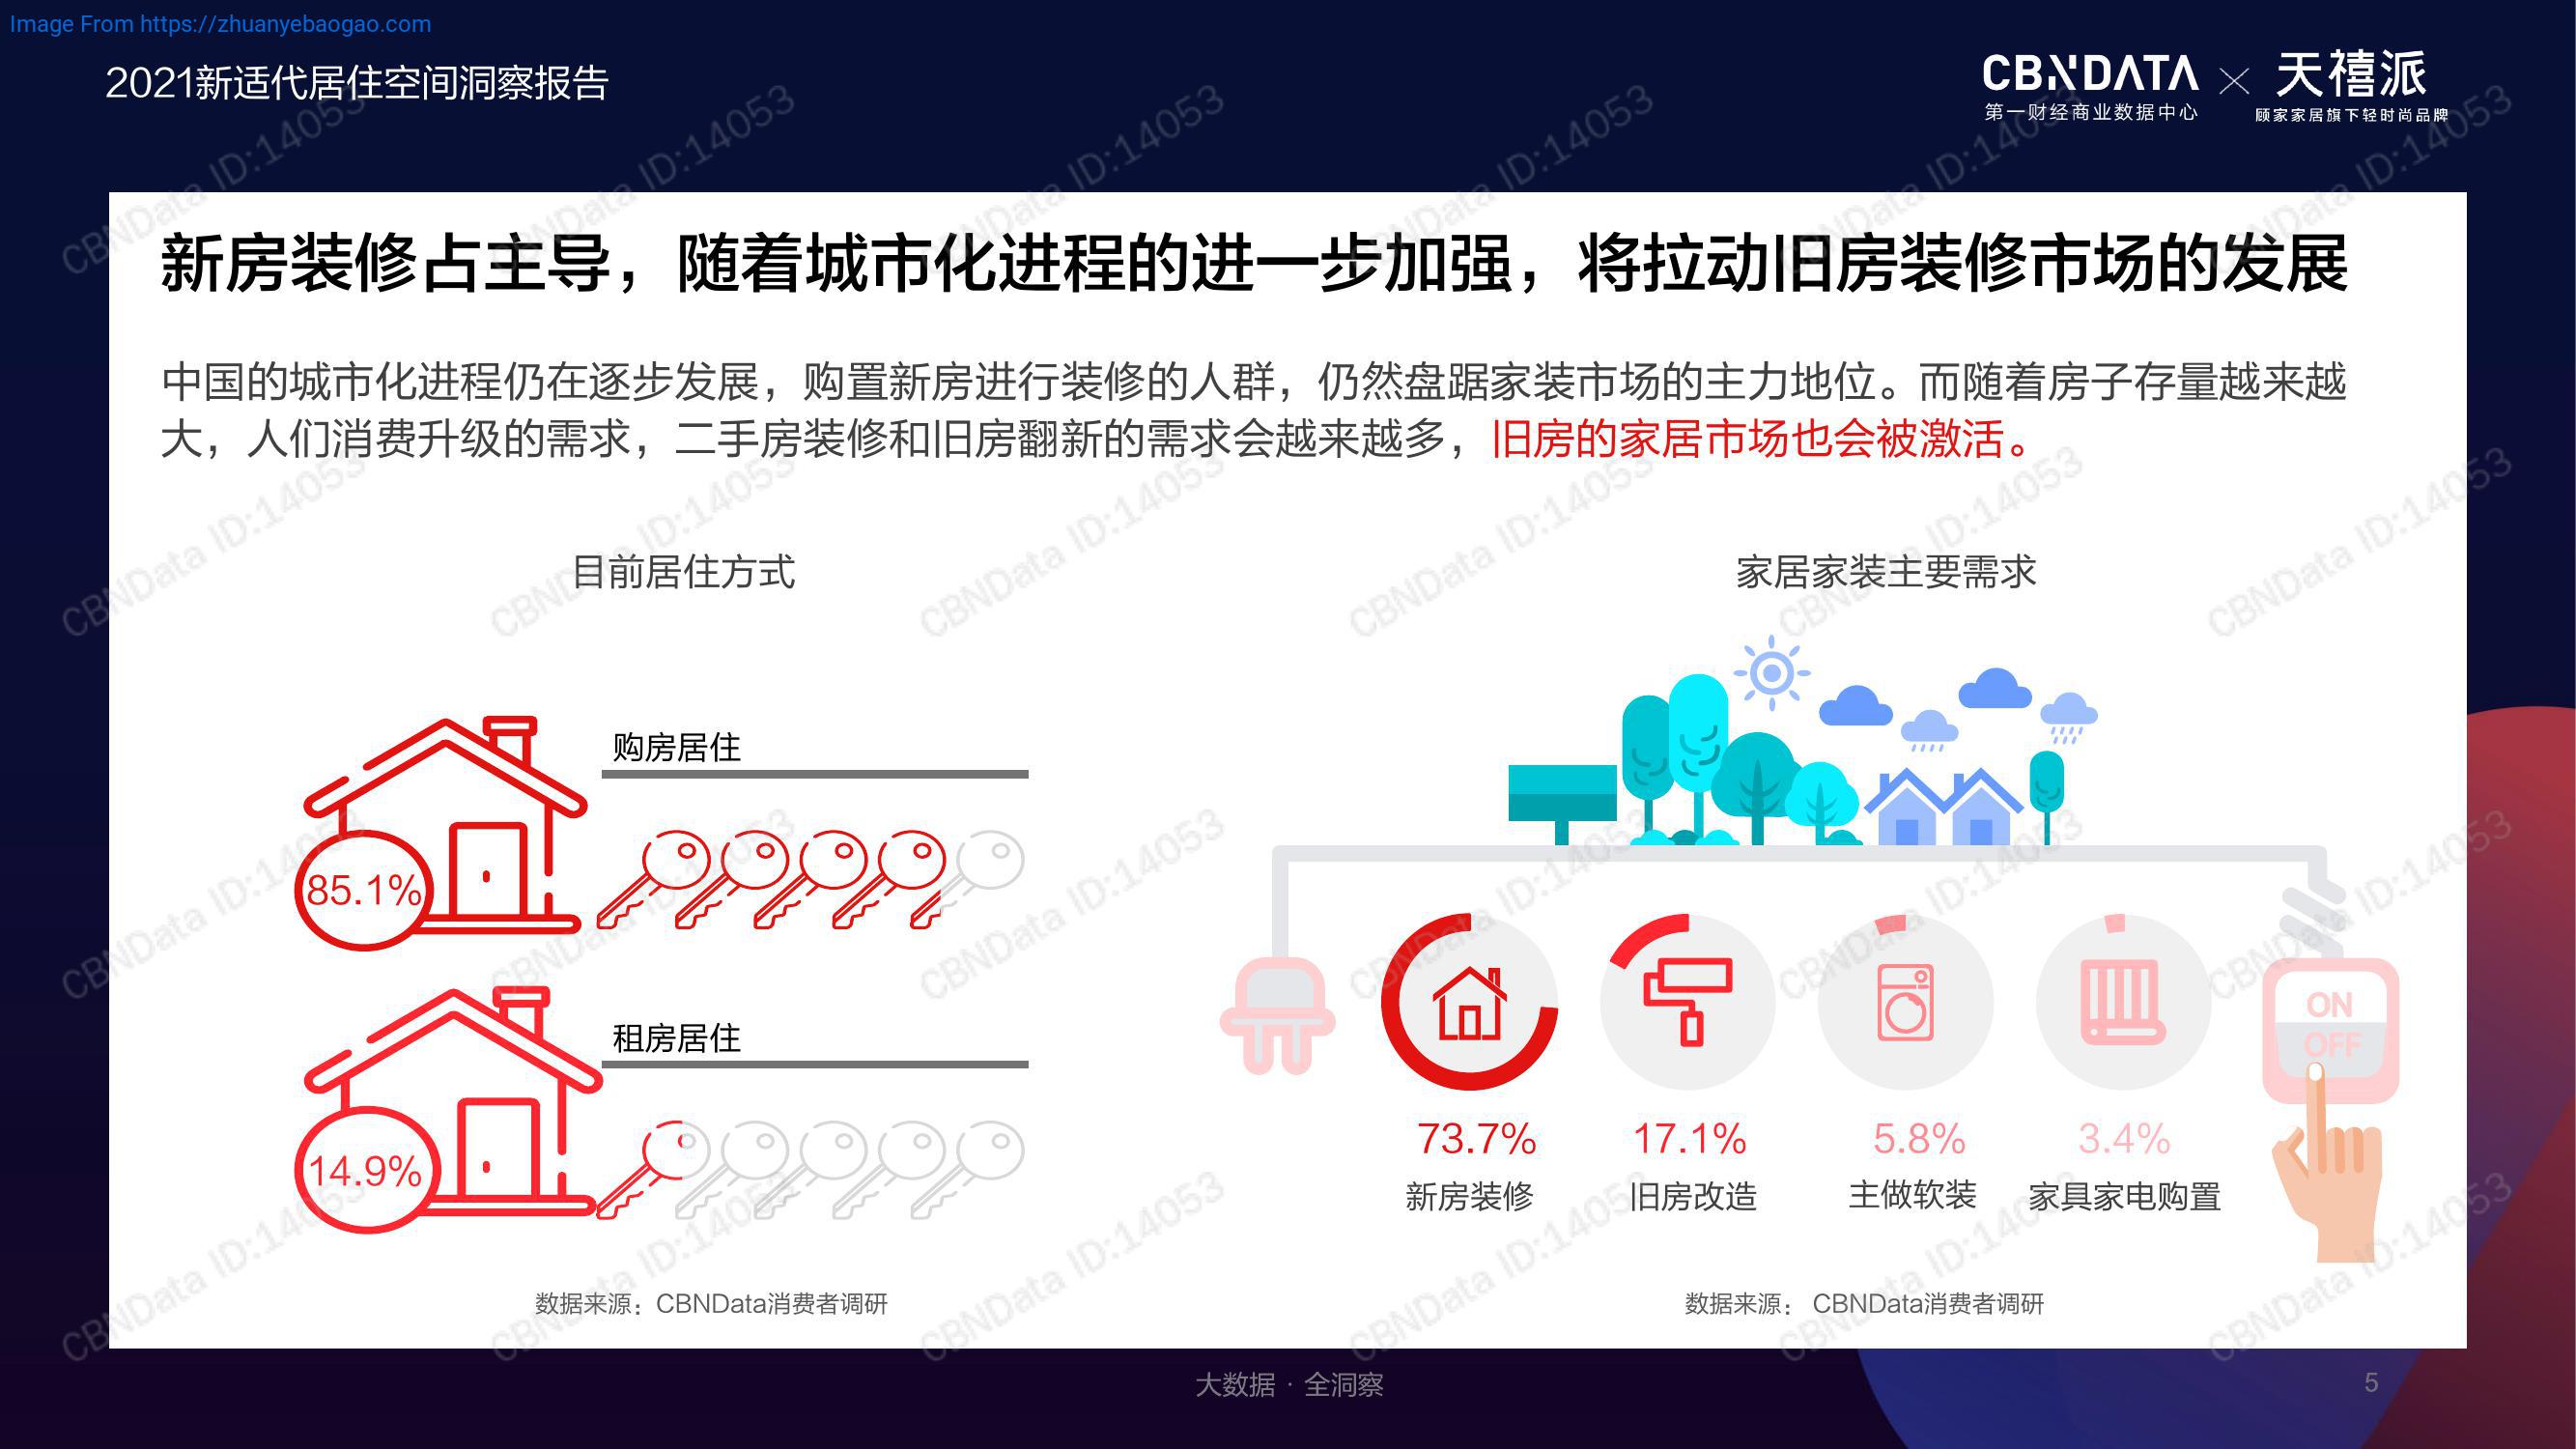 Image From https://zhuanyebaogao.com
2021新适代居住空间洞察报告
CBNDATA × 天禧派
第一财经商业数据中心 顾家家居旗下轻时尚品牌
新房装修占主导，随着城市化进程的进一步加强，将拉动旧房装修市场的发展
中国的城市化进程仍在逐步发展，购置新房进行装修的人群，仍然盘踞家装市场的主力地位。而随着房子存量越来越
大，人们消费升级的需求，二手房装修和旧房翻新的需求会越来越多，旧房的家居市场也会被激活。
目前居住方式
购房居住
85.1%
租房居住
14.9%
数据来源：CBNData消费者调研
家居家装主要需求
ON
OFF
73.7% 17.1% 5.8% 3.4%
新房装修 旧房改造 主做软装 家具家电购置
数据来源： CBNData消费者调研
大数据 · 全洞察
5
CBNData ID:14053